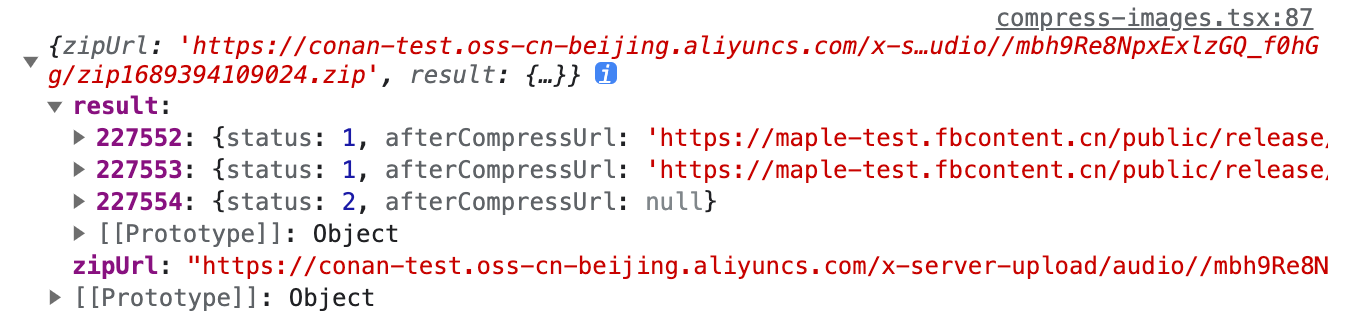 compress-images.tsx:87
{zipUrl: 'https://conan-test.oss-cn-beijing.aliyuncs.com/x-s…udio//mbh9Re8NpxExlzGQ_f0hG
g/zip1689394109024.zip', result: {…}} i
result:
227552: {status: 1, afterCompressUrl: 'https://maple-test.fbcontent.cn/public/release/
227553: {status: 1, afterCompressUrl: 'https://maple-test.fbcontent.cn/public/release/
227554: {status: 2, afterCompressUrl: null}
[[Prototype]]: Object
zipUrl: "https://conan-test.oss-cn-beijing.aliyuncs.com/x-server-upload/audio//mbh9Re8N
[[Prototype]]: Object